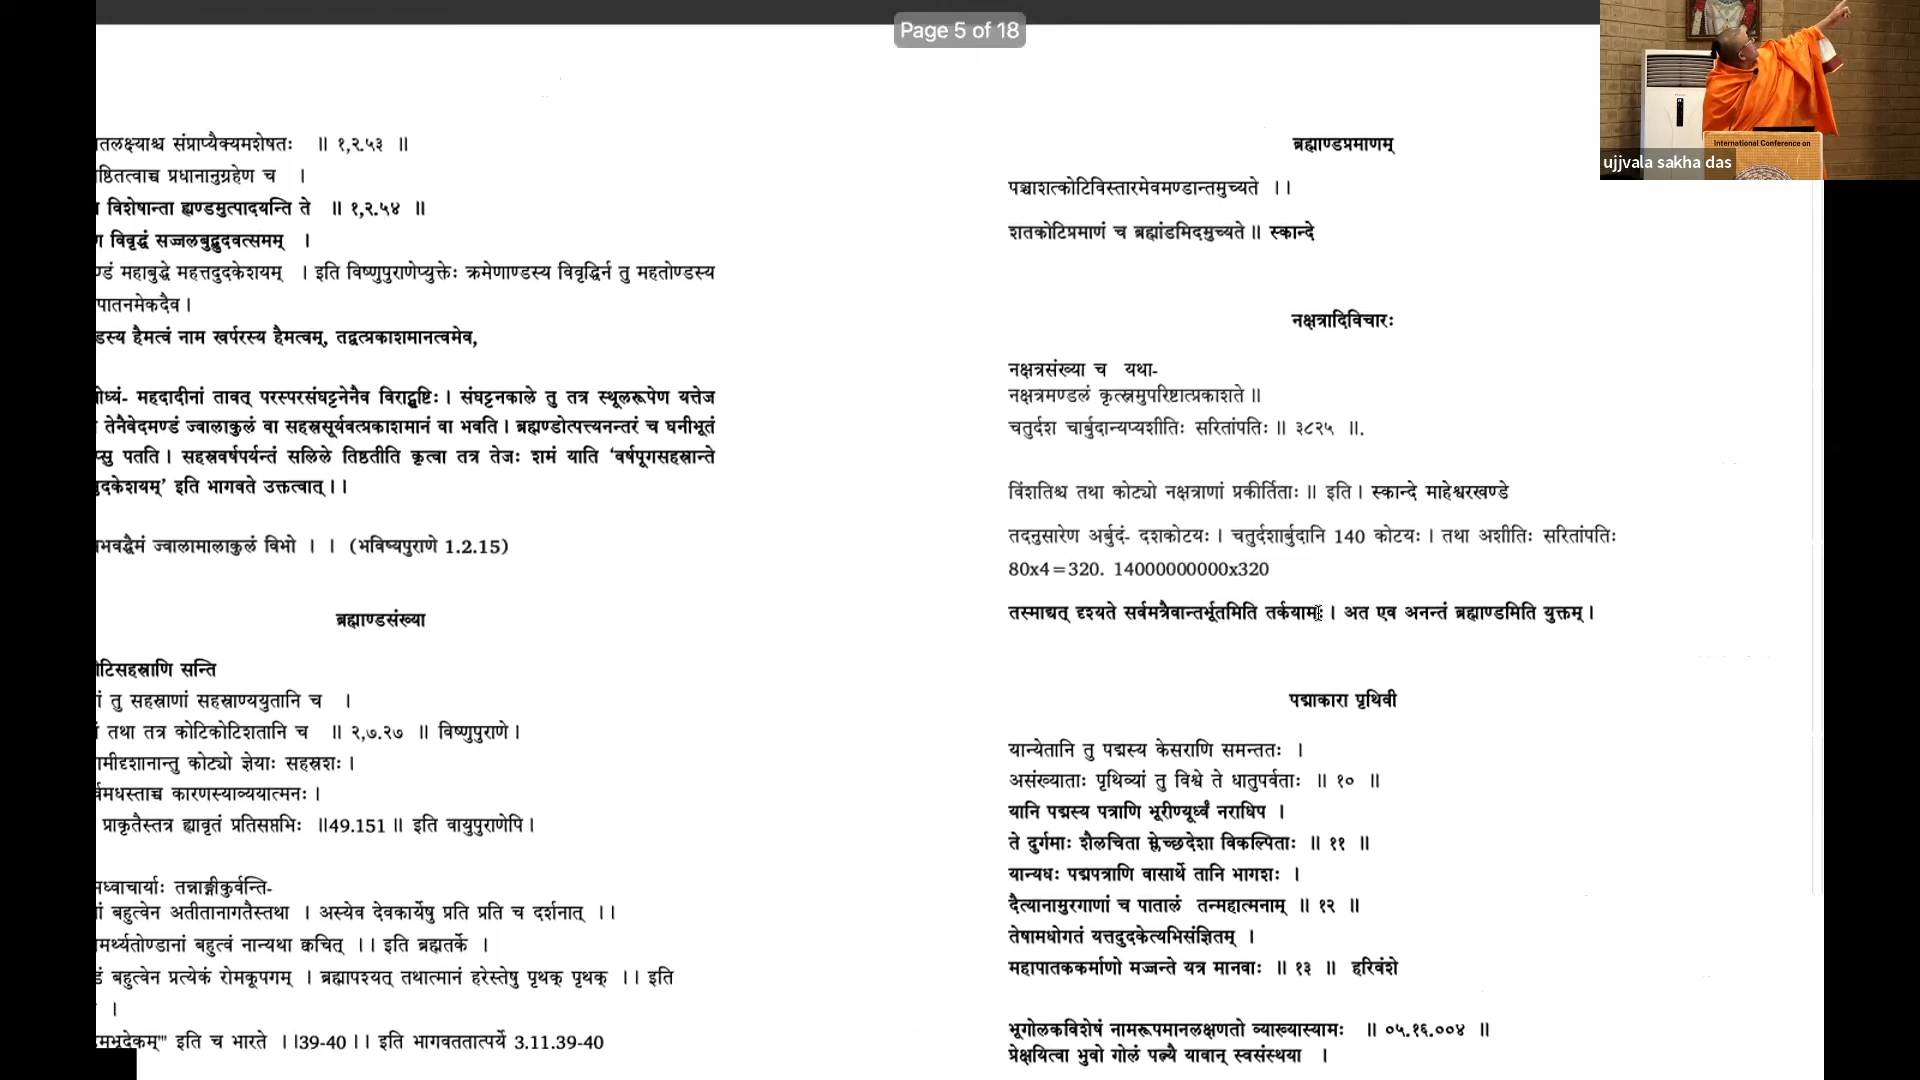 Page 5 of 18
ujjvala sakha das
International Conference on
तलक्ष्याश्च संप्राप्यैक्यमशेषतः ॥ १,२.५३ ॥
ष्ठितत्वाच्च प्रधानानुग्रहेण च ।
विशेषान्ता ह्यण्डमुत्पादयन्ति ते ॥ १,२.५४ ॥
विवृद्धं सज्जलबुद्बुदवत्समम् ।
महाबुद्धे महत्तदुदकेशयम् । इति विष्णुपुराणेप्युक्तेः क्रमेणाण्डस्य विवृद्धिर्न तु महतोण्डस्य
पातनमेकदैव।
डस्य हैमत्वं नाम खर्परस्य हैमत्वम्, तद्वत्प्रकाशमानत्वमेव,
ोध्यं- महदादीनां तावत् परस्परसंघट्टनेनैव विराट्सृष्टिः। संघट्टनकाले तु तत्र स्थूलरूपेण यत्तेज
तेनैवेदमण्डं ज्वालाकुलं वा सहस्रसूर्यवत्प्रकाशमानं वा भवति। ब्रह्मण्डोत्पत्त्यनन्तरं च घनीभूतं
प्सु पतति। सहस्रवर्षपर्यन्तं सलिले तिष्ठतीति कृत्वा तत्र तेजः शमं याति ‘वर्षपूगसहस्रान्ते
दुदकेशयम्’ इति भागवते उक्तत्वात्।।
भवद्धैमं ज्वालामालाकुलं विभो । । (भविष्यपुराणे 1.2.15)
ब्रह्माण्डसंख्या
टिसहस्राणि सन्ति
तु सहस्राणां सहस्राण्ययुतानि च ।
तथा तत्र कोटिकोटिशतानि च ॥ २,७.२७ ॥ विष्णुपुराणे।
मीदृशानान्तु कोट्यो ज्ञेयाः सहस्रशः।
र्वमधस्ताच्च कारणस्याव्ययात्मनः।
प्राकृतैस्तत्र ह्यावृतं प्रतिसप्तभिः ॥49.151॥ इति वायुपुराणेपि।
मध्वाचार्याः तन्नाङ्गीकुर्वन्ति-
बहुत्वेन अतीतानागतैस्तथा । अस्येव देवकार्येषु प्रति प्रति च दर्शनात् ।।
मर्थ्यतोण्डानां बहुत्वं नान्यथा क्वचित् ।। इति ब्रह्मतर्के ।
बहुत्वेन प्रत्येकं रोमकूपगम् । ब्रह्मापश्यत् तथात्मानं हरेस्तेषु पृथक् पृथक् ।। इति
।
मभूदेकम्"' इति च भारते ।।39-40।। इति भागवततात्पर्ये 3.11.39-40
ब्रह्माण्डप्रमाणम्
पञ्चाशत्कोटिविस्तारमेवमण्डान्तमुच्यते ।।
शतकोटिप्रमाणं च ब्रह्मांडमिदमुच्यते॥ स्कान्दे
नक्षत्रादिविचारः
नक्षत्रसंख्या च यथा-
नक्षत्रमण्डलं कृत्स्नमुपरिष्टात्प्रकाशते॥
चतुर्दश चार्बुदान्यप्यशीतिः सरितांपतिः॥ ३८२५ ॥.
विंशतिश्च तथा कोट्यो नक्षत्राणां प्रकीर्तिताः॥ इति। स्कान्दे माहेश्वरखण्डे
तदनुसारेण अर्बुदं- दशकोटयः। चतुर्दशार्बुदानि 140 कोटयः। तथा अशीतिः सरितांपतिः
80x4=320. 14000000000x320
तस्माद्यत् दृश्यते सर्वमत्रैवान्तर्भूतमिति तर्कयामः। अत एव अनन्तं ब्रह्माण्डमिति युक्तम्।
पद्माकारा पृथिवी
यान्येतानि तु पद्मस्य केसराणि समन्ततः ।
असंख्याताः पृथिव्यां तु विश्वे ते धातुपर्वताः ॥ १० ॥
यानि पद्मस्य पत्राणि भूरीण्यूर्ध्वं नराधिप ।
ते दुर्गमाः शैलचिता म्लेच्छदेशा विकल्पिताः ॥ ११ ॥
यान्यधः पद्मपत्राणि वासार्थे तानि भागशः ।
दैत्यानामुरगाणां च पातालं तन्महात्मनाम् ॥ १२ ॥
तेषामधोगतं यत्तदुदकेत्यभिसंज्ञितम् ।
महापातककर्माणो मज्जन्ते यत्र मानवाः ॥ १३ ॥ हरिवंशे
भूगोलकविशेषं नामरूपमानलक्षणतो व्याख्यास्यामः ॥ ०५.१६.००४ ॥
प्रेक्षयित्वा भुवो गोलं पत्न्यै यावान् स्वसंस्थया ।